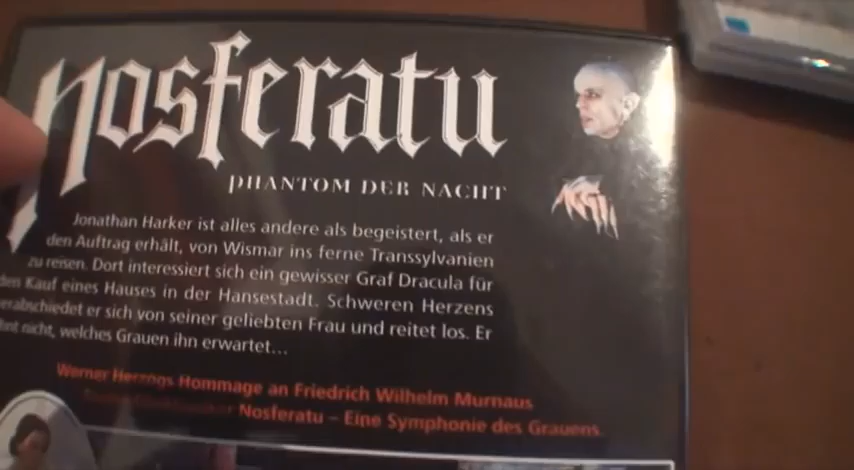 Nosferatu
PHANTOM DER NACHT
Jonathan Harker ist alles andere als begeistert, als er
den Auftrag erhält, von Wismar ins ferne Transsylvanien
zu reisen. Dort interessiert sich ein gewisser Graf Dracula für
den Kauf eines Hauses in der Hansestadt. Schweren Herzens
verabschiedet er sich von seiner geliebten Frau und reitet los. Er
nicht, welches Grauen ihn erwartet...
Werner Herzogs Hommage an Friedrich Wilhelm Murnaus
Nosferatu – Eine Symphonie des Grauens.